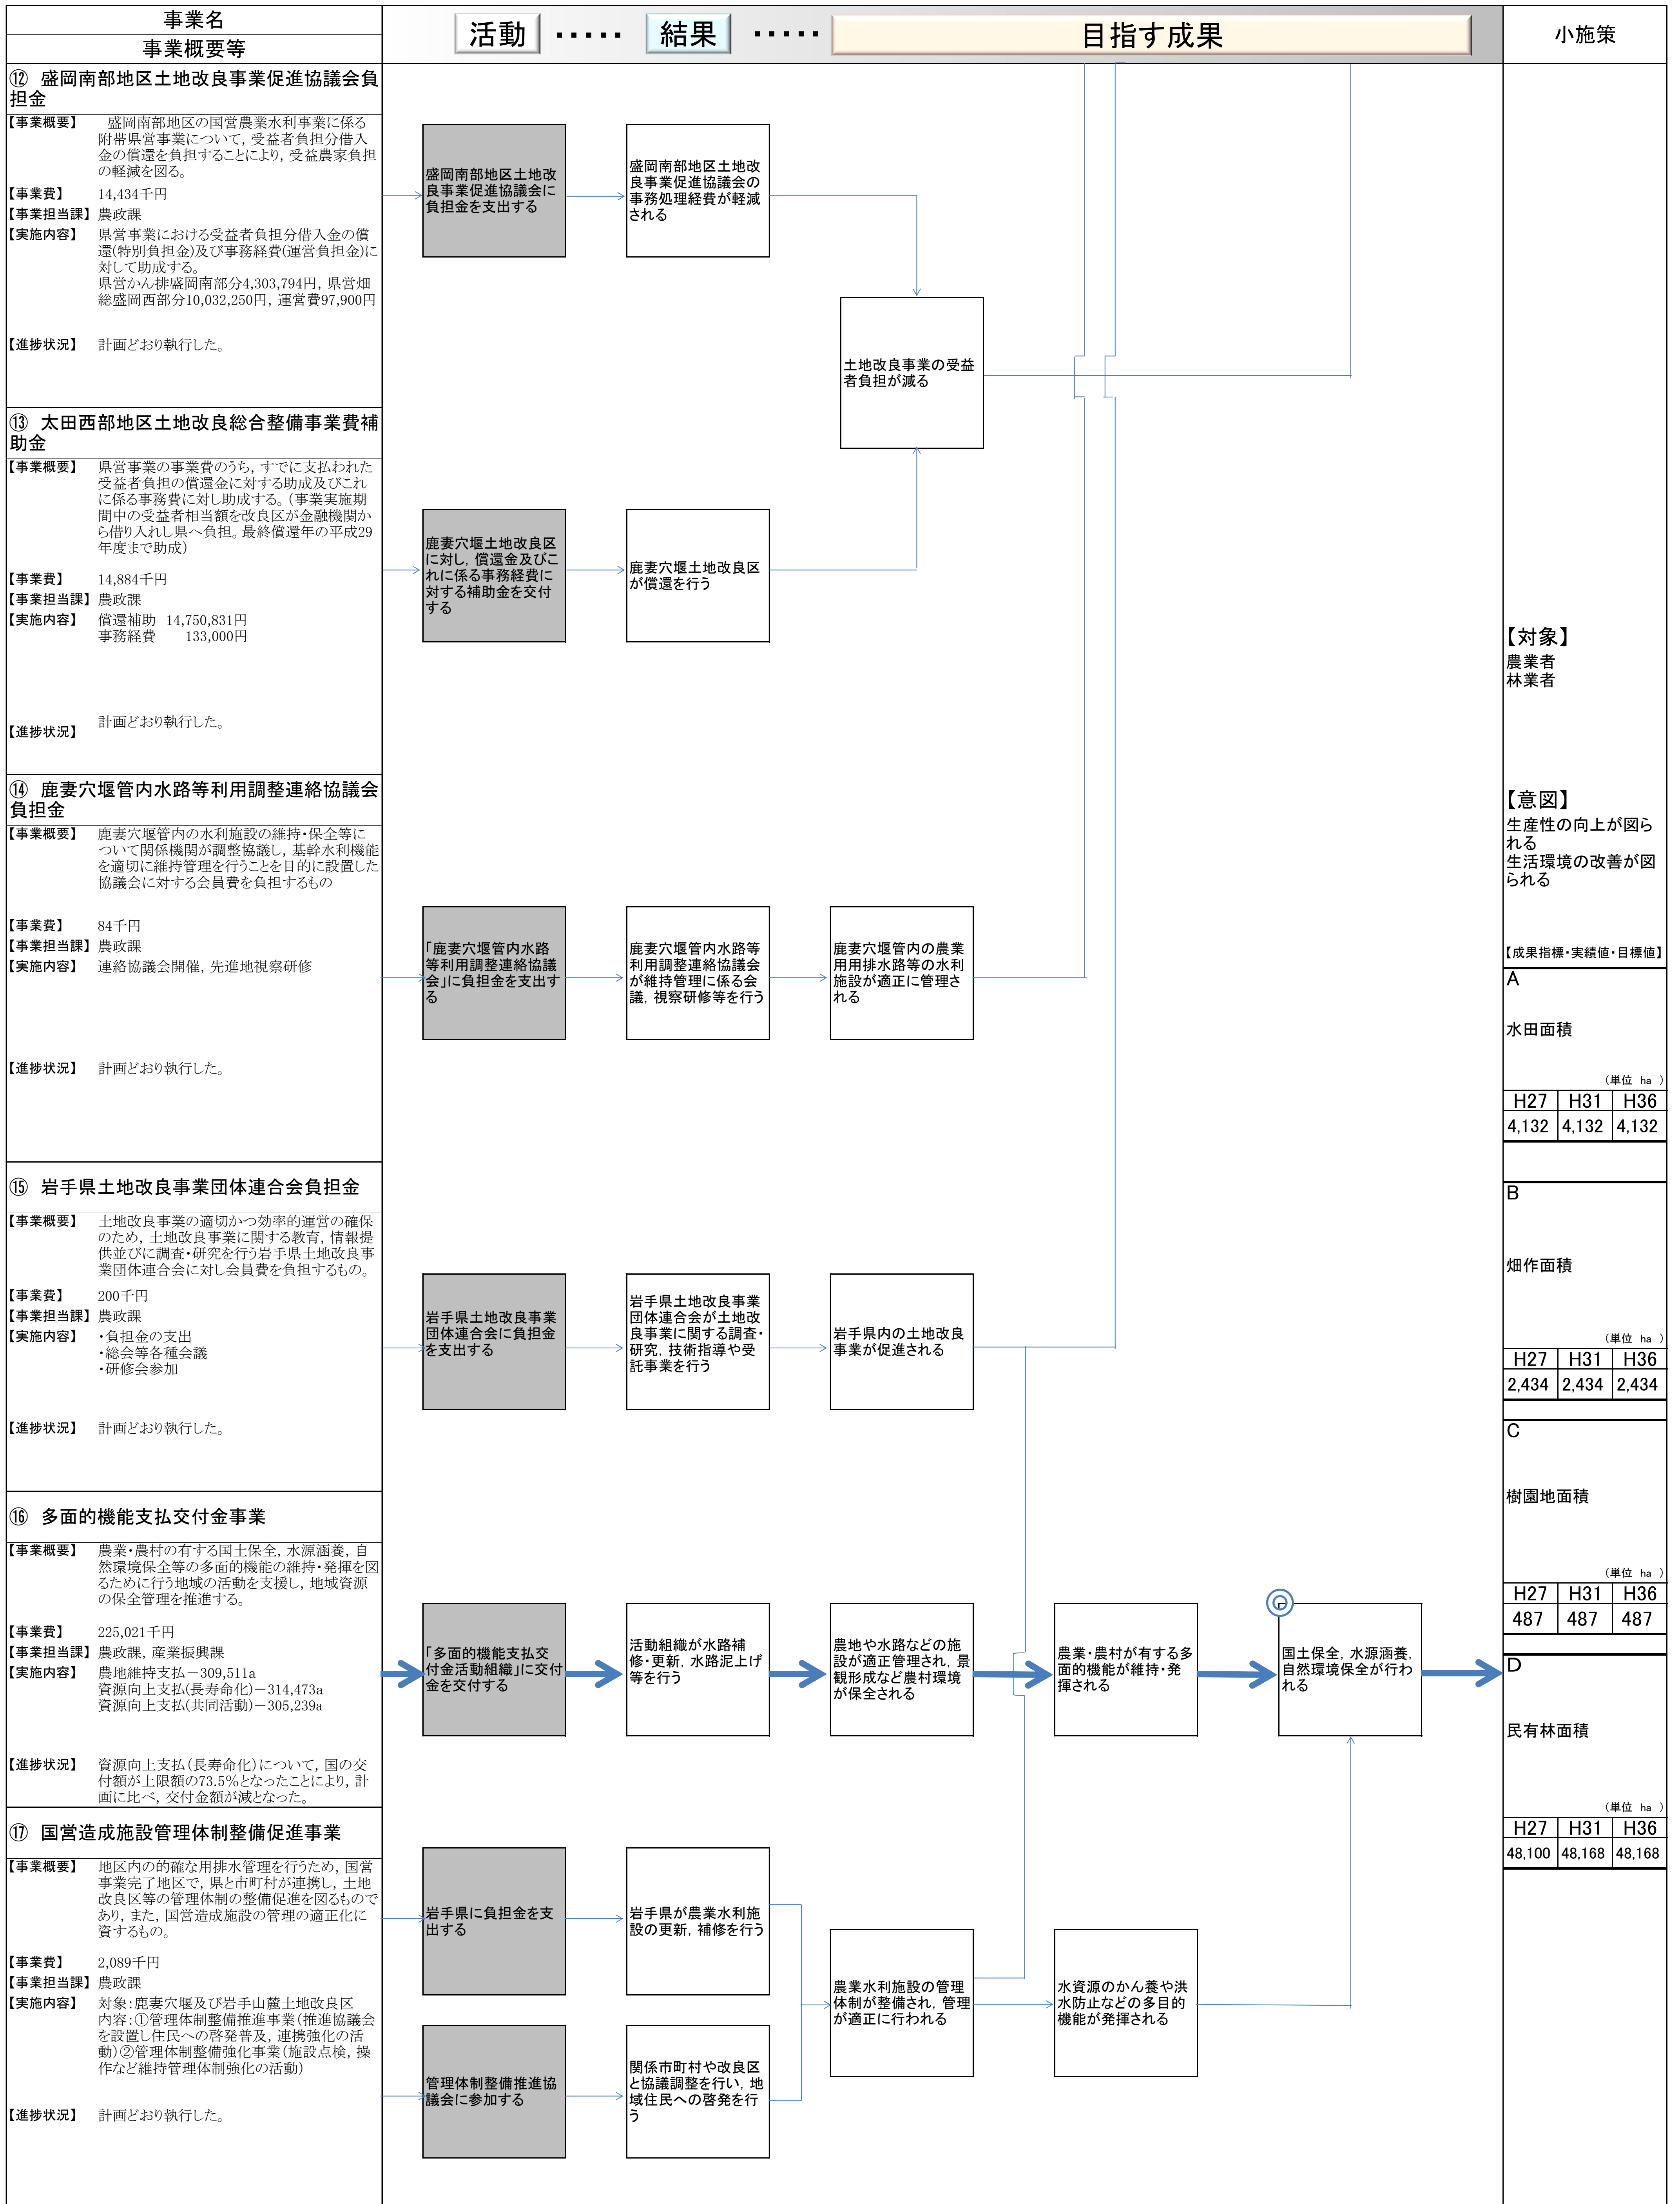 事業名
事業概要等
活動 ・・・・・ 結果 ・・・・・ 目指す成果
小施策
⑫ 盛岡南部地区土地改良事業促進協議会負
担金
【事業概要】 盛岡南部地区の国営農業水利事業に係る
附帯県営事業について，受益者負担分借入
金の償還を負担することにより，受益農家負担
の軽減を図る。
【事業費】 14,434千円
【事業担当課】 農政課
【実施内容】 県営事業における受益者負担分借入金の償
還(特別負担金)及び事務経費(運営負担金)に
対して助成する。
県営かん排盛岡南部分4,303,794円，県営畑
総盛岡西部分10,032,250円，運営費97,900円
【進捗状況】 計画どおり執行した。
盛岡南部地区土地改
良事業促進協議会に
負担金を支出する
盛岡南部地区土地改
良事業促進協議会の
事務処理経費が軽減
される
土地改良事業の受益
者負担が減る
⑬ 太田西部地区土地改良総合整備事業費補
助金
【事業概要】 県営事業の事業費のうち，すでに支払われた
受益者負担の償還金に対する助成及びこれ
に係る事務費に対し助成する。（事業実施期
間中の受益者相当額を改良区が金融機関か
ら借り入れし県へ負担。最終償還年の平成29
年度まで助成）
【事業費】 14,884千円
【事業担当課】 農政課
【実施内容】 償還補助 14,750,831円
事務経費 133,000円
計画どおり執行した。
【進捗状況】
鹿妻穴堰土地改良区
に対し，償還金及びこ
れに係る事務経費に
対する補助金を交付
する
鹿妻穴堰土地改良区
が償還を行う
⑭ 鹿妻穴堰管内水路等利用調整連絡協議会
負担金
【事業概要】 鹿妻穴堰管内の水利施設の維持・保全等に
ついて関係機関が調整協議し，基幹水利機能
を適切に維持管理を行うことを目的に設置した
協議会に対する会員費を負担するもの
【事業費】 84千円
【事業担当課】 農政課
【実施内容】 連絡協議会開催，先進地視察研修
【進捗状況】 計画どおり執行した。
「鹿妻穴堰管内水路
等利用調整連絡協議
会」に負担金を支出す
る
鹿妻穴堰管内水路等
利用調整連絡協議会
が維持管理に係る会
議，視察研修等を行う
鹿妻穴堰管内の農業
用用排水路等の水利
施設が適正に管理さ
れる
⑮ 岩手県土地改良事業団体連合会負担金
【事業概要】 土地改良事業の適切かつ効率的運営の確保
のため，土地改良事業に関する教育，情報提
供並びに調査・研究を行う岩手県土地改良事
業団体連合会に対し会員費を負担するもの。
【事業費】 200千円
【事業担当課】 農政課
【実施内容】 ・負担金の支出
・総会等各種会議
・研修会参加
【進捗状況】 計画どおり執行した。
岩手県土地改良事業
団体連合会に負担金
を支出する
岩手県土地改良事業
団体連合会が土地改
良事業に関する調査・
研究，技術指導や受
託事業を行う
岩手県内の土地改良
事業が促進される
⑯ 多面的機能支払交付金事業
【事業概要】 農業・農村の有する国土保全，水源涵養，自
然環境保全等の多面的機能の維持・発揮を図
るために行う地域の活動を支援し，地域資源
の保全管理を推進する。
【事業費】 225,021千円
【事業担当課】 農政課，産業振興課
【実施内容】 農地維持支払－309,511a
資源向上支払(長寿命化)－314,473a
資源向上支払(共同活動)－305,239a
【進捗状況】 資源向上支払（長寿命化）について，国の交
付額が上限額の73.5％となったことにより，計
画に比べ，交付金額が減となった。
「多面的機能支払交
付金活動組織」に交付
金を交付する
活動組織が水路補
修・更新，水路泥上げ
等を行う
農地や水路などの施
設が適正管理され，景
観形成など農村環境
が保全される
農業・農村が有する多
面的機能が維持・発
揮される
◎
国土保全，水源涵養，
自然環境保全が行わ
れる
⑰ 国営造成施設管理体制整備促進事業
【事業概要】 地区内の的確な用排水管理を行うため，国営
事業完了地区で，県と市町村が連携し，土地
改良区等の管理体制の整備促進を図るもので
あり，また，国営造成施設の管理の適正化に
資するもの。
【事業費】 2,089千円
【事業担当課】 農政課
【実施内容】 対象：鹿妻穴堰及び岩手山麓土地改良区
内容：①管理体制整備推進事業（推進協議会
を設置し住民への啓発普及，連携強化の活
動）②管理体制整備強化事業（施設点検，操
作など維持管理体制強化の活動）
【進捗状況】 計画どおり執行した。
岩手県に負担金を支
出する
岩手県が農業水利施
設の更新，補修を行う
管理体制整備推進協
議会に参加する
関係市町村や改良区
と協議調整を行い，地
域住民への啓発を行
う
農業水利施設の管理
体制が整備され，管理
が適正に行われる
水資源のかん養や洪
水防止などの多目的
機能が発揮される
【対象】
農業者
林業者
【意図】
生産性の向上が図ら
れる
生活環境の改善が図
られる
【成果指標・実績値・目標値】
A
水田面積
（単位 ha ）
H27 H31 H36
4,132 4,132 4,132
B
畑作面積
（単位 ha ）
H27 H31 H36
2,434 2,434 2,434
C
樹園地面積
（単位 ha ）
H27 H31 H36
487 487 487
D
民有林面積
（単位 ha ）
H27 H31 H36
48,100 48,168 48,168